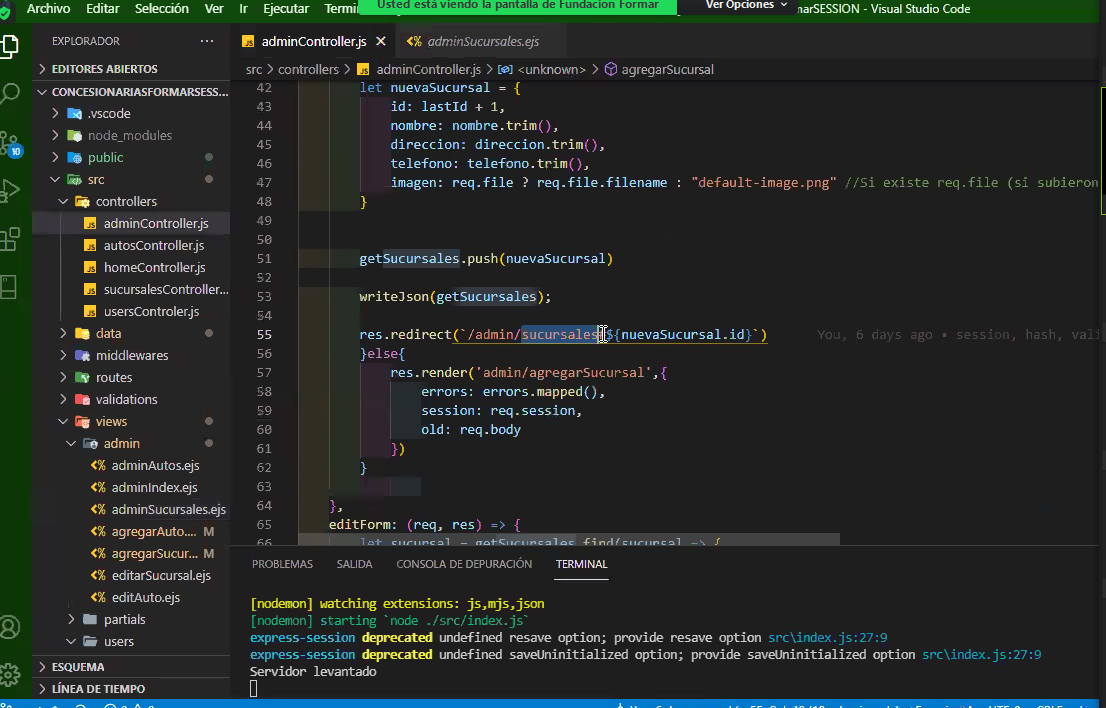 Usted está viendo la pantalla de Fundacion Formar
Ver Opciones
Archivo Editar Selección Ver Ir Ejecutar
marSESSION - Visual Studio Code
EXPLORADOR ...
EDITORES ABIERTOS
CONCESIONARIASFORMARSESS...
.vscode
node_modules
public
src
controllers
adminController.js
autosController.js
homeController.js
sucursalesController...
usersControler.js
data
middlewares
routes
validations
views
admin
adminAutos.ejs
adminIndex.ejs
adminSucursales.ejs
agregarAuto.... M
agregarSucur... M
editarSucursal.ejs
editAuto.ejs
partials
users
ESQUEMA
LÍNEA DE TIEMPO
10
adminController.js
adminSucursales.ejs
src > controllers > adminController.js > <unknown> > agregarSucursal
42 let nuevaSucursal = {
43 id: lastId + 1,
44 nombre: nombre.trim(),
45 direccion: direccion.trim(),
46 telefono: telefono.trim(),
47 imagen: req.file ? req.file.filename : "default-image.png" //Si existe req.file (si subieron
48 }
49
50
51 getSucursales.push(nuevaSucursal)
52
53 writeJson(getSucursales);
54
55 res.redirect(`/admin/sucursales#${nuevaSucursal.id}`) You, 6 days ago • session, hash, vali
56 }else{
57 res.render('admin/agregarSucursal',{
58 errors: errors.mapped(),
59 session: req.session,
60 old: req.body
61 })
62 }
63
64 },
65 editForm: (req, res) => {
66 let sucursal = getSucursales.find(sucursal => {
PROBLEMAS SALIDA CONSOLA DE DEPURACIÓN TERMINAL
[nodemon] watching extensions: js,mjs,json
[nodemon] starting `node ./src/index.js`
express-session deprecated undefined resave option; provide resave option src\index.js:27:9
express-session deprecated undefined saveUninitialized option; provide saveUninitialized option src\index.js:27:9
Servidor levantado